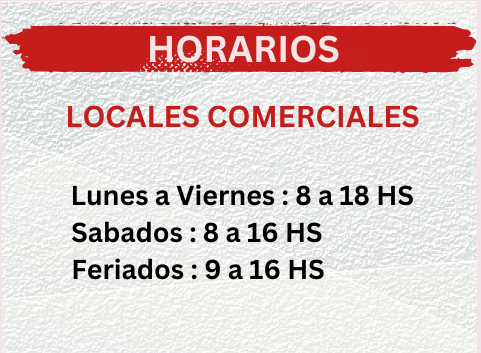 HORARIOS
LOCALES COMERCIALES
Lunes a Viernes : 8 a 18 HS
Sabados : 8 a 16 HS
Feriados : 9 a 16 HS